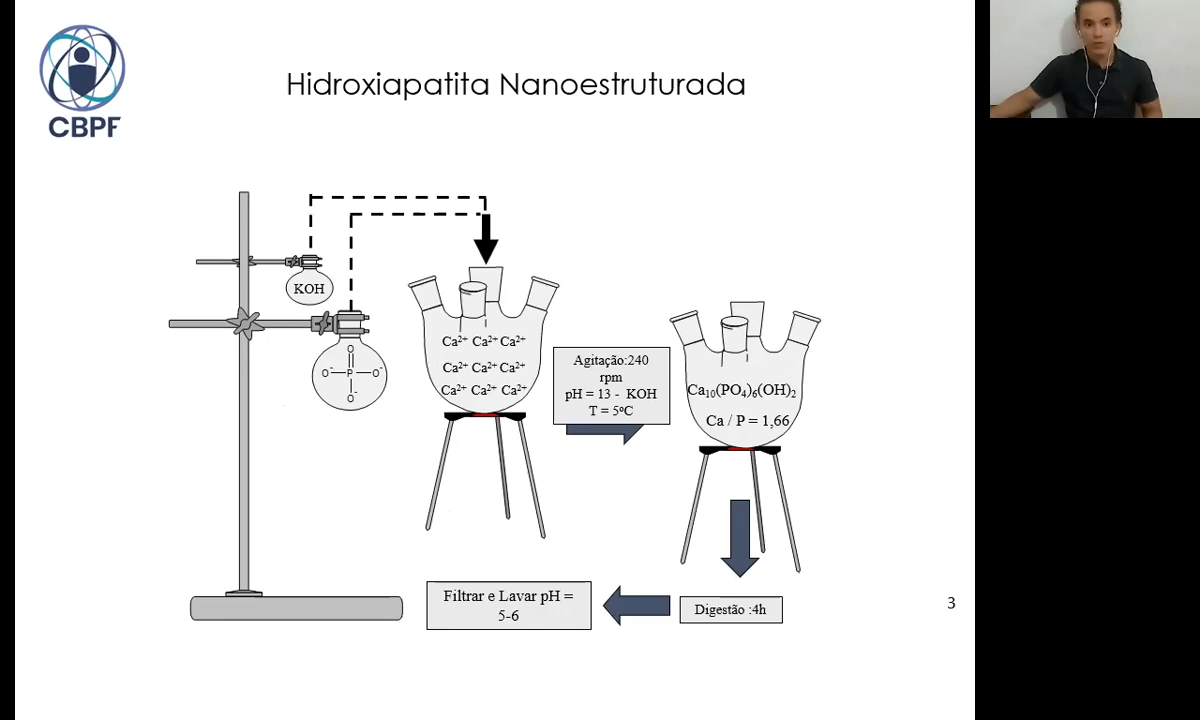 CBPF
Hidroxiapatita Nanoestruturada
KOH
O
O⁻ P O⁻
O⁻
Ca²⁺ Ca²⁺ Ca²⁺
Ca²⁺ Ca²⁺ Ca²⁺
Ca²⁺ Ca²⁺ Ca²⁺
Agitação:240
rpm
pH = 13 - KOH
T = 5ºC
Ca₁₀(PO₄)₆(OH)₂
Ca / P = 1,66
Digestão :4h
Filtrar e Lavar pH =
5-6
3